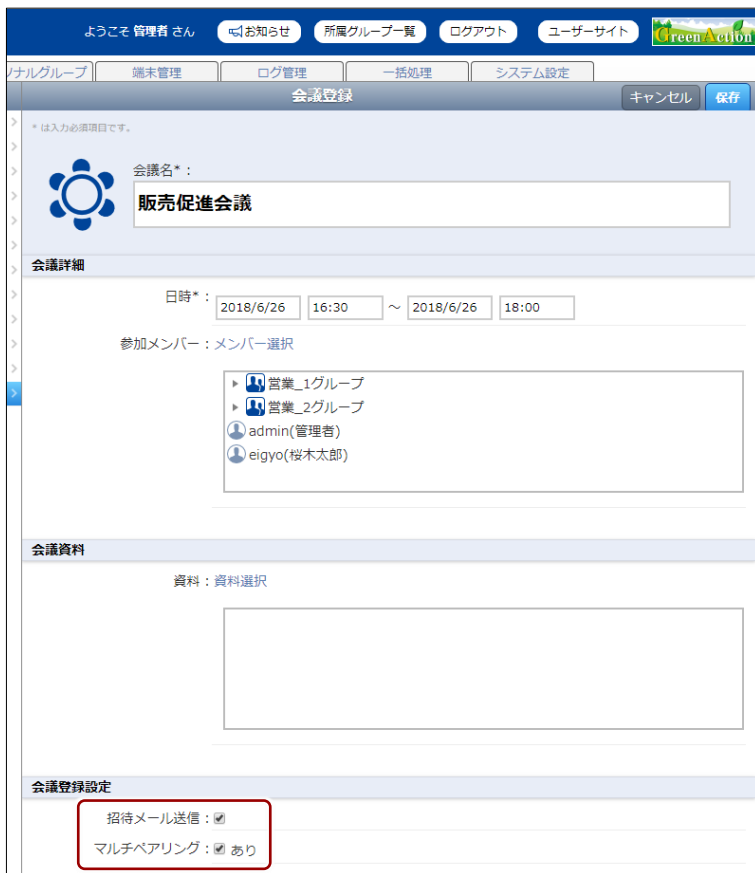 ようこそ 管理者 さん お知らせ 所属グループ一覧 ログアウト ユーザーサイト Green Action
ソナルグループ 端末管理 ログ管理 一括処理 システム設定
会議登録 キャンセル 保存
* は入力必須項目です。
会議名* :
販売促進会議
会議詳細
日時* : 2018/6/26 16:30 ～ 2018/6/26 18:00
参加メンバー : メンバー選択
営業_1グループ
営業_2グループ
admin(管理者)
eigyo(桜木太郎)
会議資料
資料 : 資料選択
会議登録設定
招待メール送信 :
マルチペアリング : あり